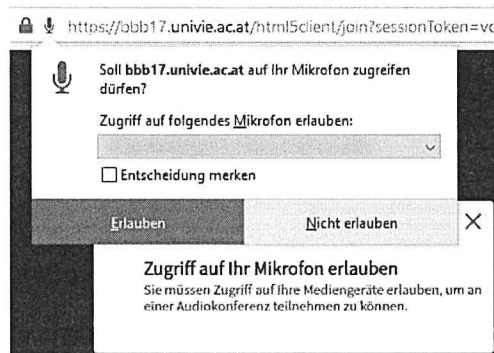 https://bbb17.univie.ac.at/html5client/join?sessionToken=
Soll bbb17.univie.ac.at auf Ihr Mikrofon zugreifen
dürfen?
Zugriff auf folgendes Mikrofon erlauben:
Entscheidung merken
Erlauben
Nicht erlauben
Zugriff auf Ihr Mikrofon erlauben
Sie müssen Zugriff auf Ihre Mediengeräte erlauben, um an
einer Audiokonferenz teilnehmen zu können.